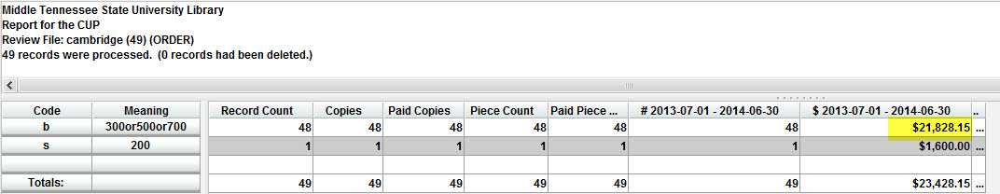 Middle Tennessee State University Library
Report for the CUP
Review File: cambridge (49) (ORDER)
49 records were processed.  (0 records had been deleted.)
Code Meaning Record Count Copies Paid Copies Piece Count Paid Piece ... # 2013-07-01 - 2014-06-30 $ 2013-07-01 - 2014-06-30 ..
b 300or500or700 48 48 48 48 48 48 $21,828.15 ...
s 200 1 1 1 1 1 1 $1,600.00 ...
Totals: 49 49 49 49 49 49 $23,428.15 ...